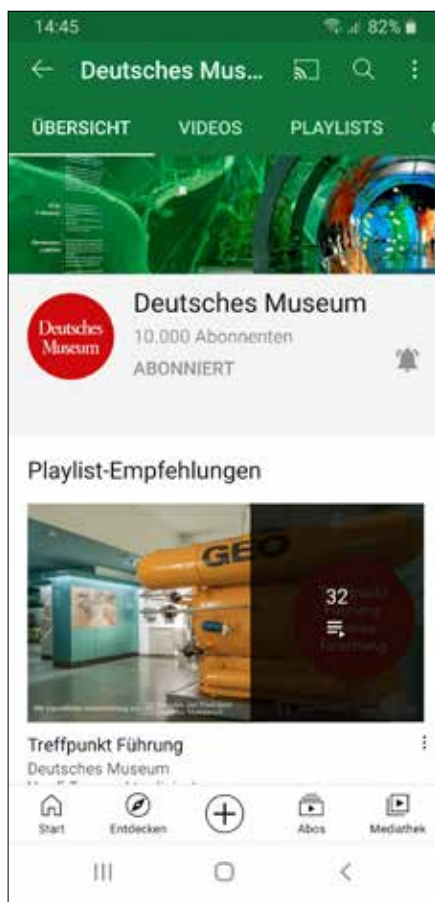 14:45
82%
Deutsches Mus...
ÜBERSICHT VIDEOS PLAYLISTS
Deutsches
Museum
Deutsches Museum
10.000 Abonnenten
ABONNIERT
Playlist-Empfehlungen
GEO
32
Treffpunkt Führung
Deutsches Museum
Start Entdecken Abos Mediathek